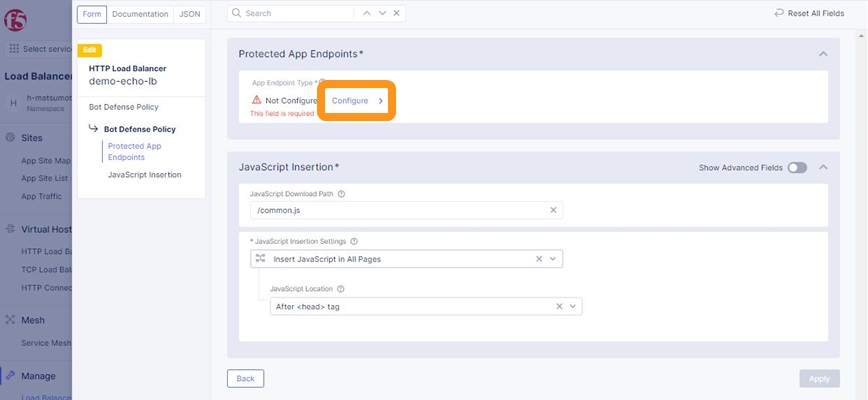 Form
Documentation
JSON
Search
Reset All Fields
f5
Select servic
Edit
HTTP Load Balancer
demo-echo-lb
Load Balancer
H
h-matsumot
Namespace
Bot Defense Policy
Bot Defense Policy
Protected App
Endpoints
JavaScript Insertion
Sites
App Site Map
App Site List
App Traffic
Virtual Host
HTTP Load Ba
TCP Load Bala
HTTP Connec
Mesh
Service Mesh
Manage
Load Balancer
Protected App Endpoints*
App Endpoint Type *
Not Configure
Configure
This field is required
JavaScript Insertion*
Show Advanced Fields
JavaScript Download Path
/common.js
* JavaScript Insertion Settings
Insert JavaScript in All Pages
JavaScript Location
After <head> tag
Back
Apply